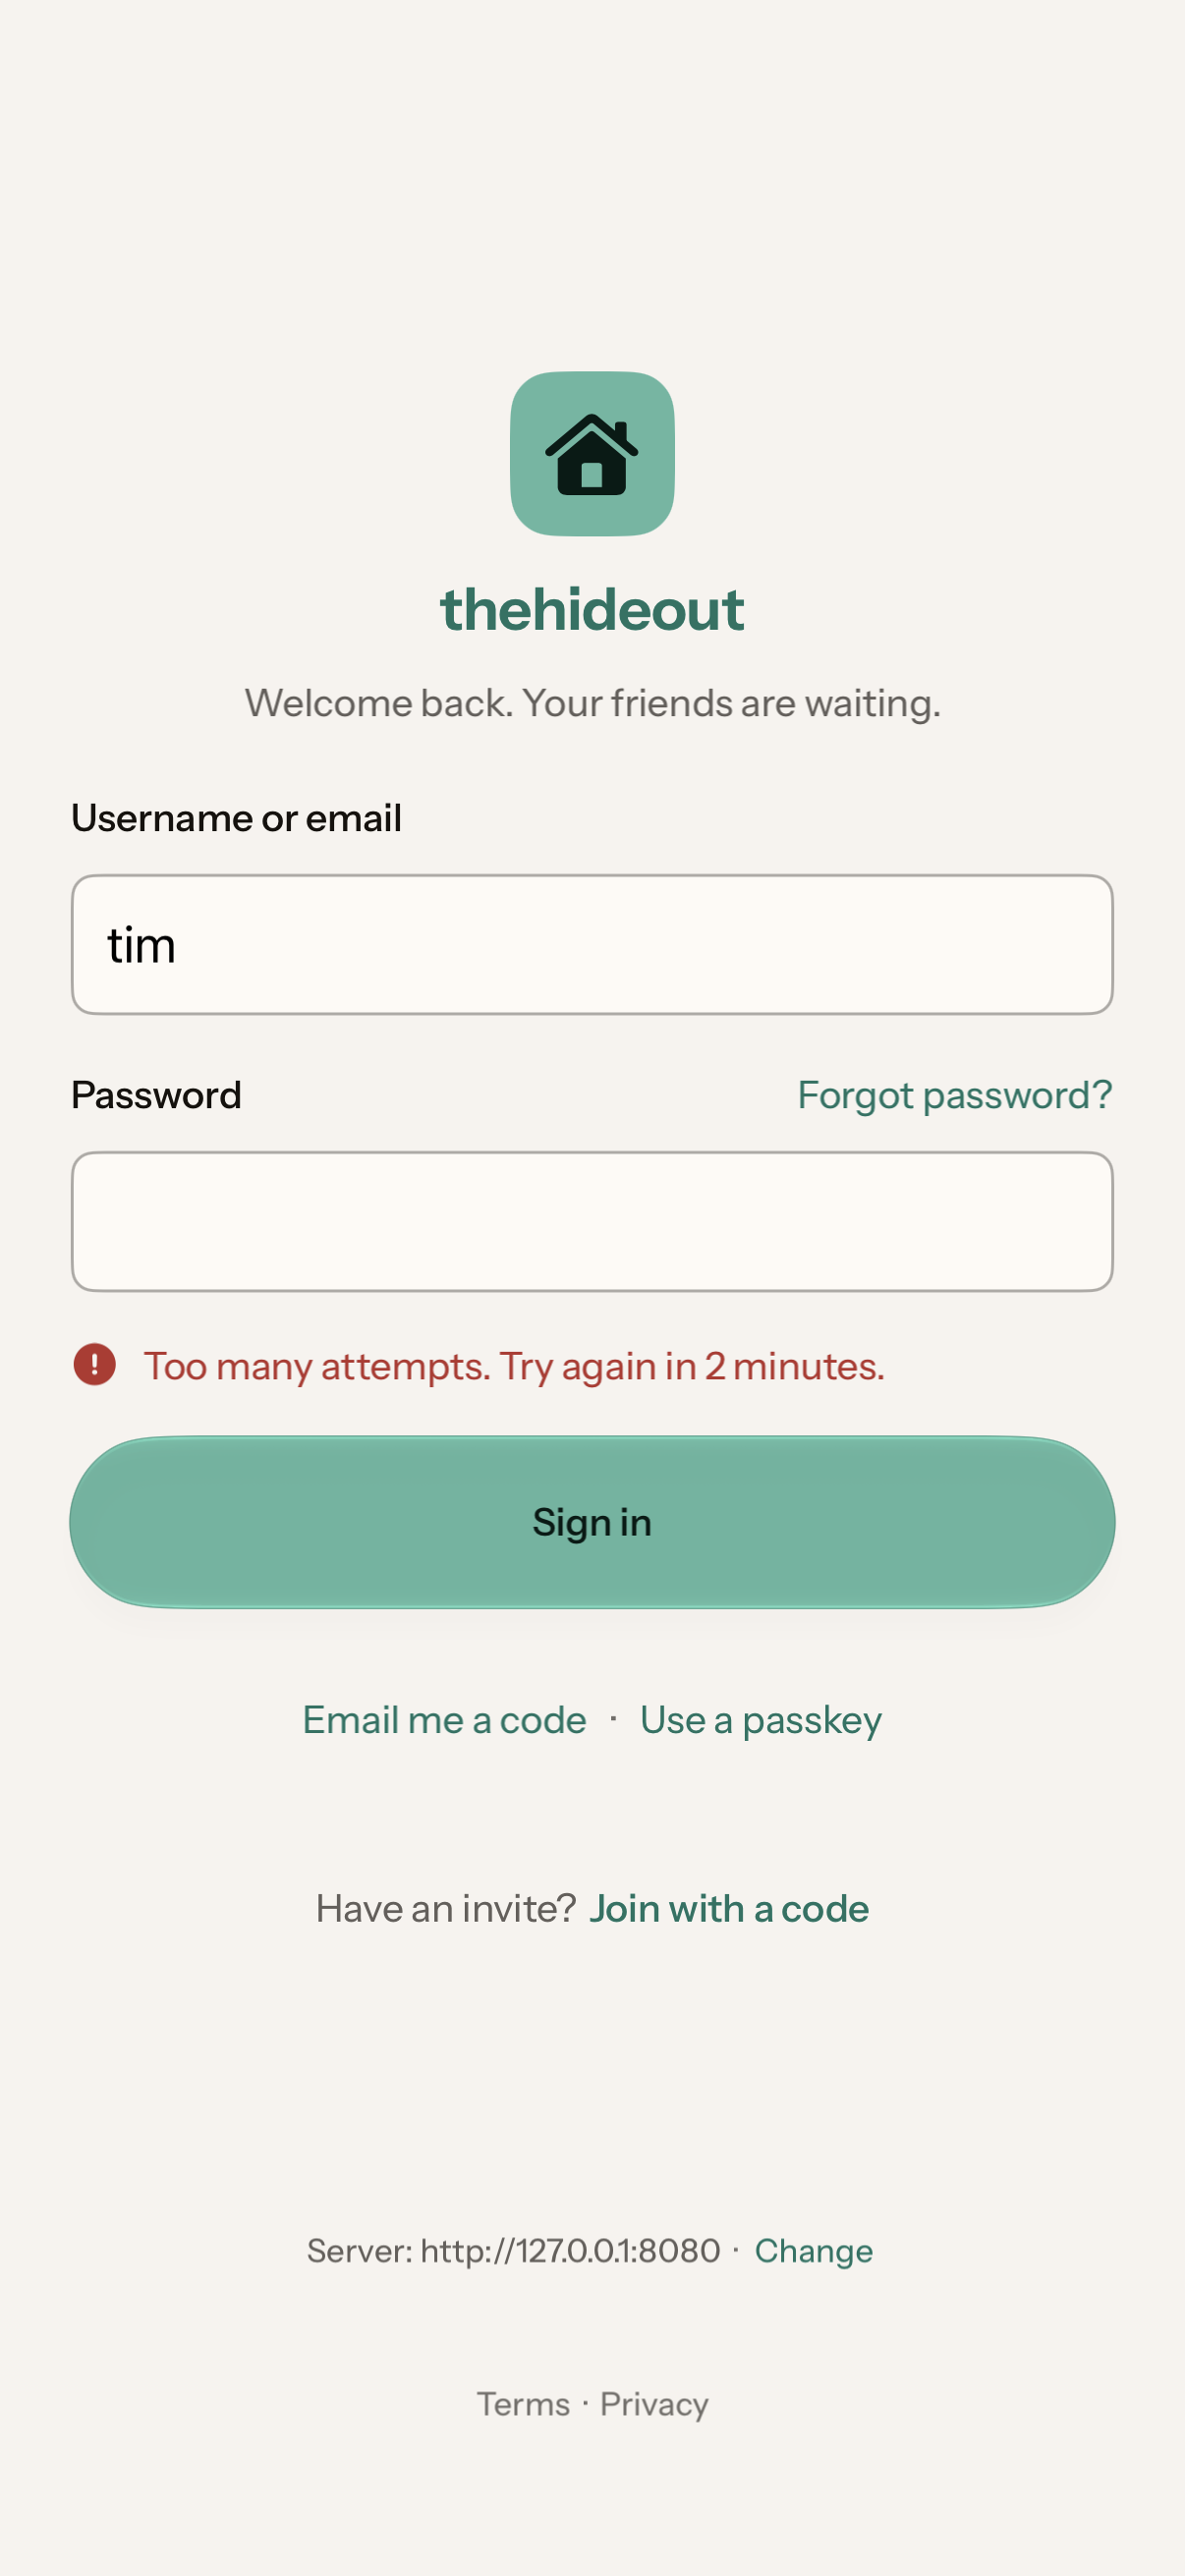 thehideout
Welcome back. Your friends are waiting.
Username or email
tim
Password Forgot password?
Too many attempts. Try again in 2 minutes.
Sign in
Email me a code · Use a passkey
Have an invite? Join with a code
Server: http://127.0.0.1:8080 · Change
Terms · Privacy